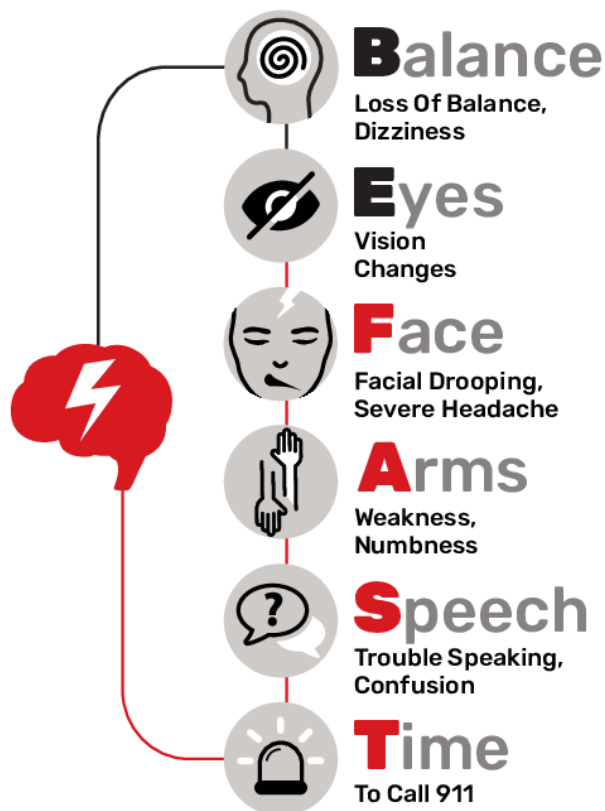 Balance
Loss Of Balance,
Dizziness
Eyes
Vision
Changes
Face
Facial Drooping,
Severe Headache
Arms
Weakness,
Numbness
?
Speech
Trouble Speaking,
Confusion
Time
To Call 911